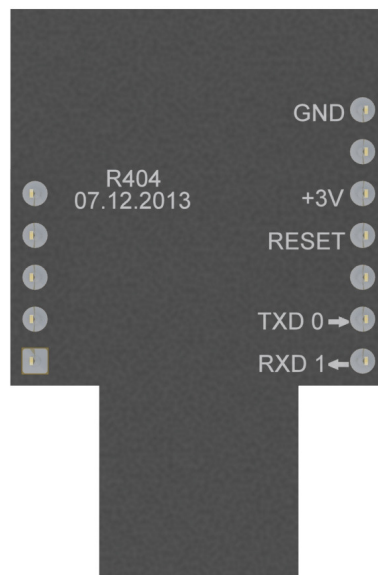 R404
07.12.2013
GND
+3V
RESET
TXD 0→
RXD 1←